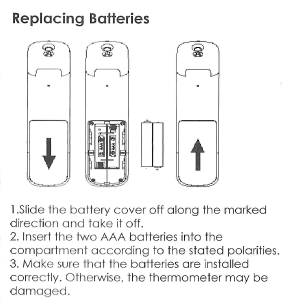 Replacing Batteries
1.Slide the battery cover off along the marked
direction and take it off.
2. Insert the two AAA batteries into the
compartment according to the stated polarities.
3. Make sure that the batteries are installed
correctly. Otherwise, the thermometer may be
damaged.